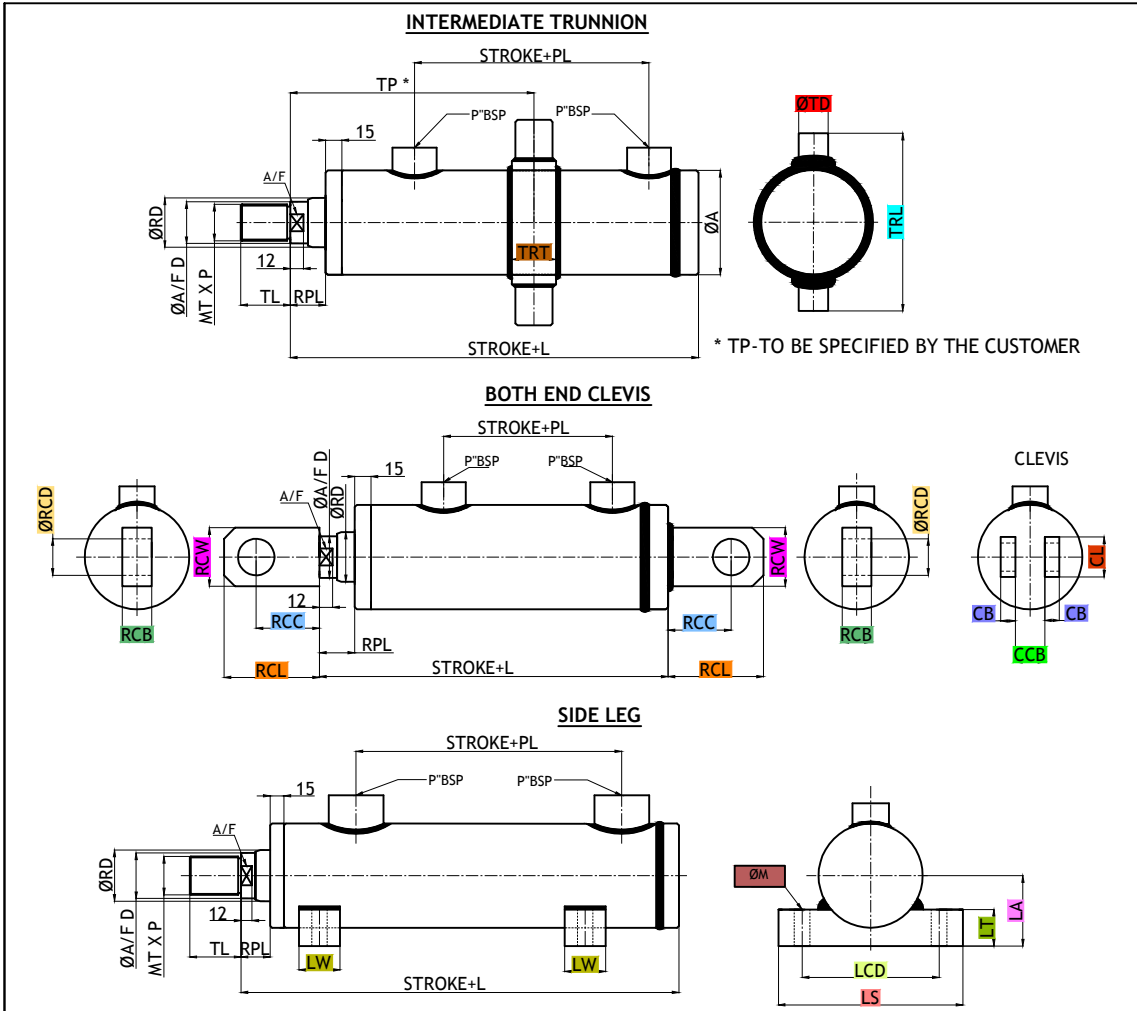 INTERMEDIATE TRUNNION
STROKE+PL
TP *
P"BSP
P"BSP
15
A/F
ØRD
ØA/F D
MT X P
12
TL
RPL
TRT
ØA
STROKE+L
ØTD
TRL
* TP-TO BE SPECIFIED BY THE CUSTOMER
BOTH END CLEVIS
STROKE+PL
P"BSP
P"BSP
15
A/F
ØA/F D
ØRD
ØRCD
RCW
RCB
12
RCC
RPL
RCL
STROKE+L
RCW
RCC
RCL
ØRCD
RCB
CLEVIS
CL
CB
CB
CCB
SIDE LEG
STROKE+PL
P"BSP
P"BSP
15
A/F
ØRD
ØA/F D
MT X P
12
TL
RPL
LW
LW
STROKE+L
ØM
LA
LT
LCD
LS